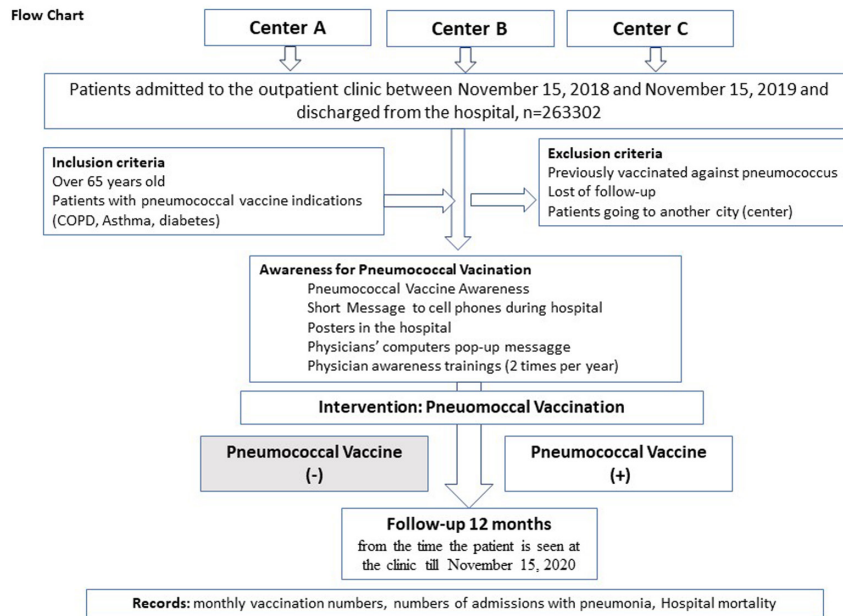 Flow Chart
Center A
Center B
Center C
Patients admitted to the outpatient clinic between November 15, 2018 and November 15, 2019 and
discharged from the hospital, n=263302
Inclusion criteria
Over 65 years old
Patients with pneumococcal vaccine indications
(COPD, Asthma, diabetes)
Exclusion criteria
Previously vaccinated against pneumococcus
Lost of follow-up
Patients going to another city (center)
Awareness for Pneumococcal Vacination
Pneumococcal Vaccine Awareness
Short Message to cell phones during hospital
Posters in the hospital
Physicians' computers pop-up messagge
Physician awareness trainings (2 times per year)
Intervention: Pneuomoccal Vaccination
Pneumococcal Vaccine
(-)
Pneumococcal Vaccine
(+)
Follow-up 12 months
from the time the patient is seen at
the clinic till November 15, 2020
Records: monthly vaccination numbers, numbers of admissions with pneumonia, Hospital mortality